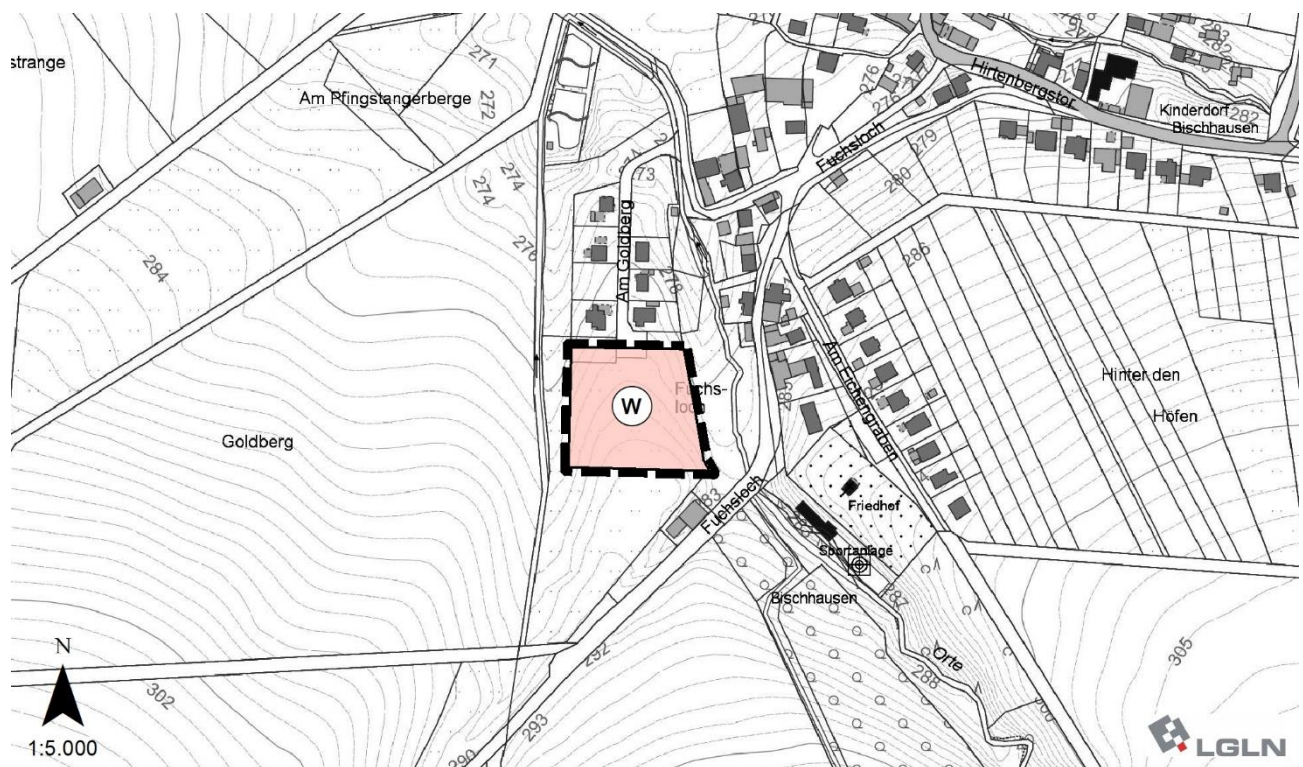 strange
Am Pfingstangerberge
271
272
274
274
276
284
Goldberg
Am Goldberg
273
278
Fuchsloch
276
279
280
Hirtenbergstor
Kinderdorf
Bischhausen
282
286
Hinter den
Höfen
Am Eichengraben
285
W
Fuchs-
loch
283
Fuchsloch
Friedhof
Sportanlage
Bischhausen
287
288
Orte
305
292
293
290
302
N
1:5.000
LGLN